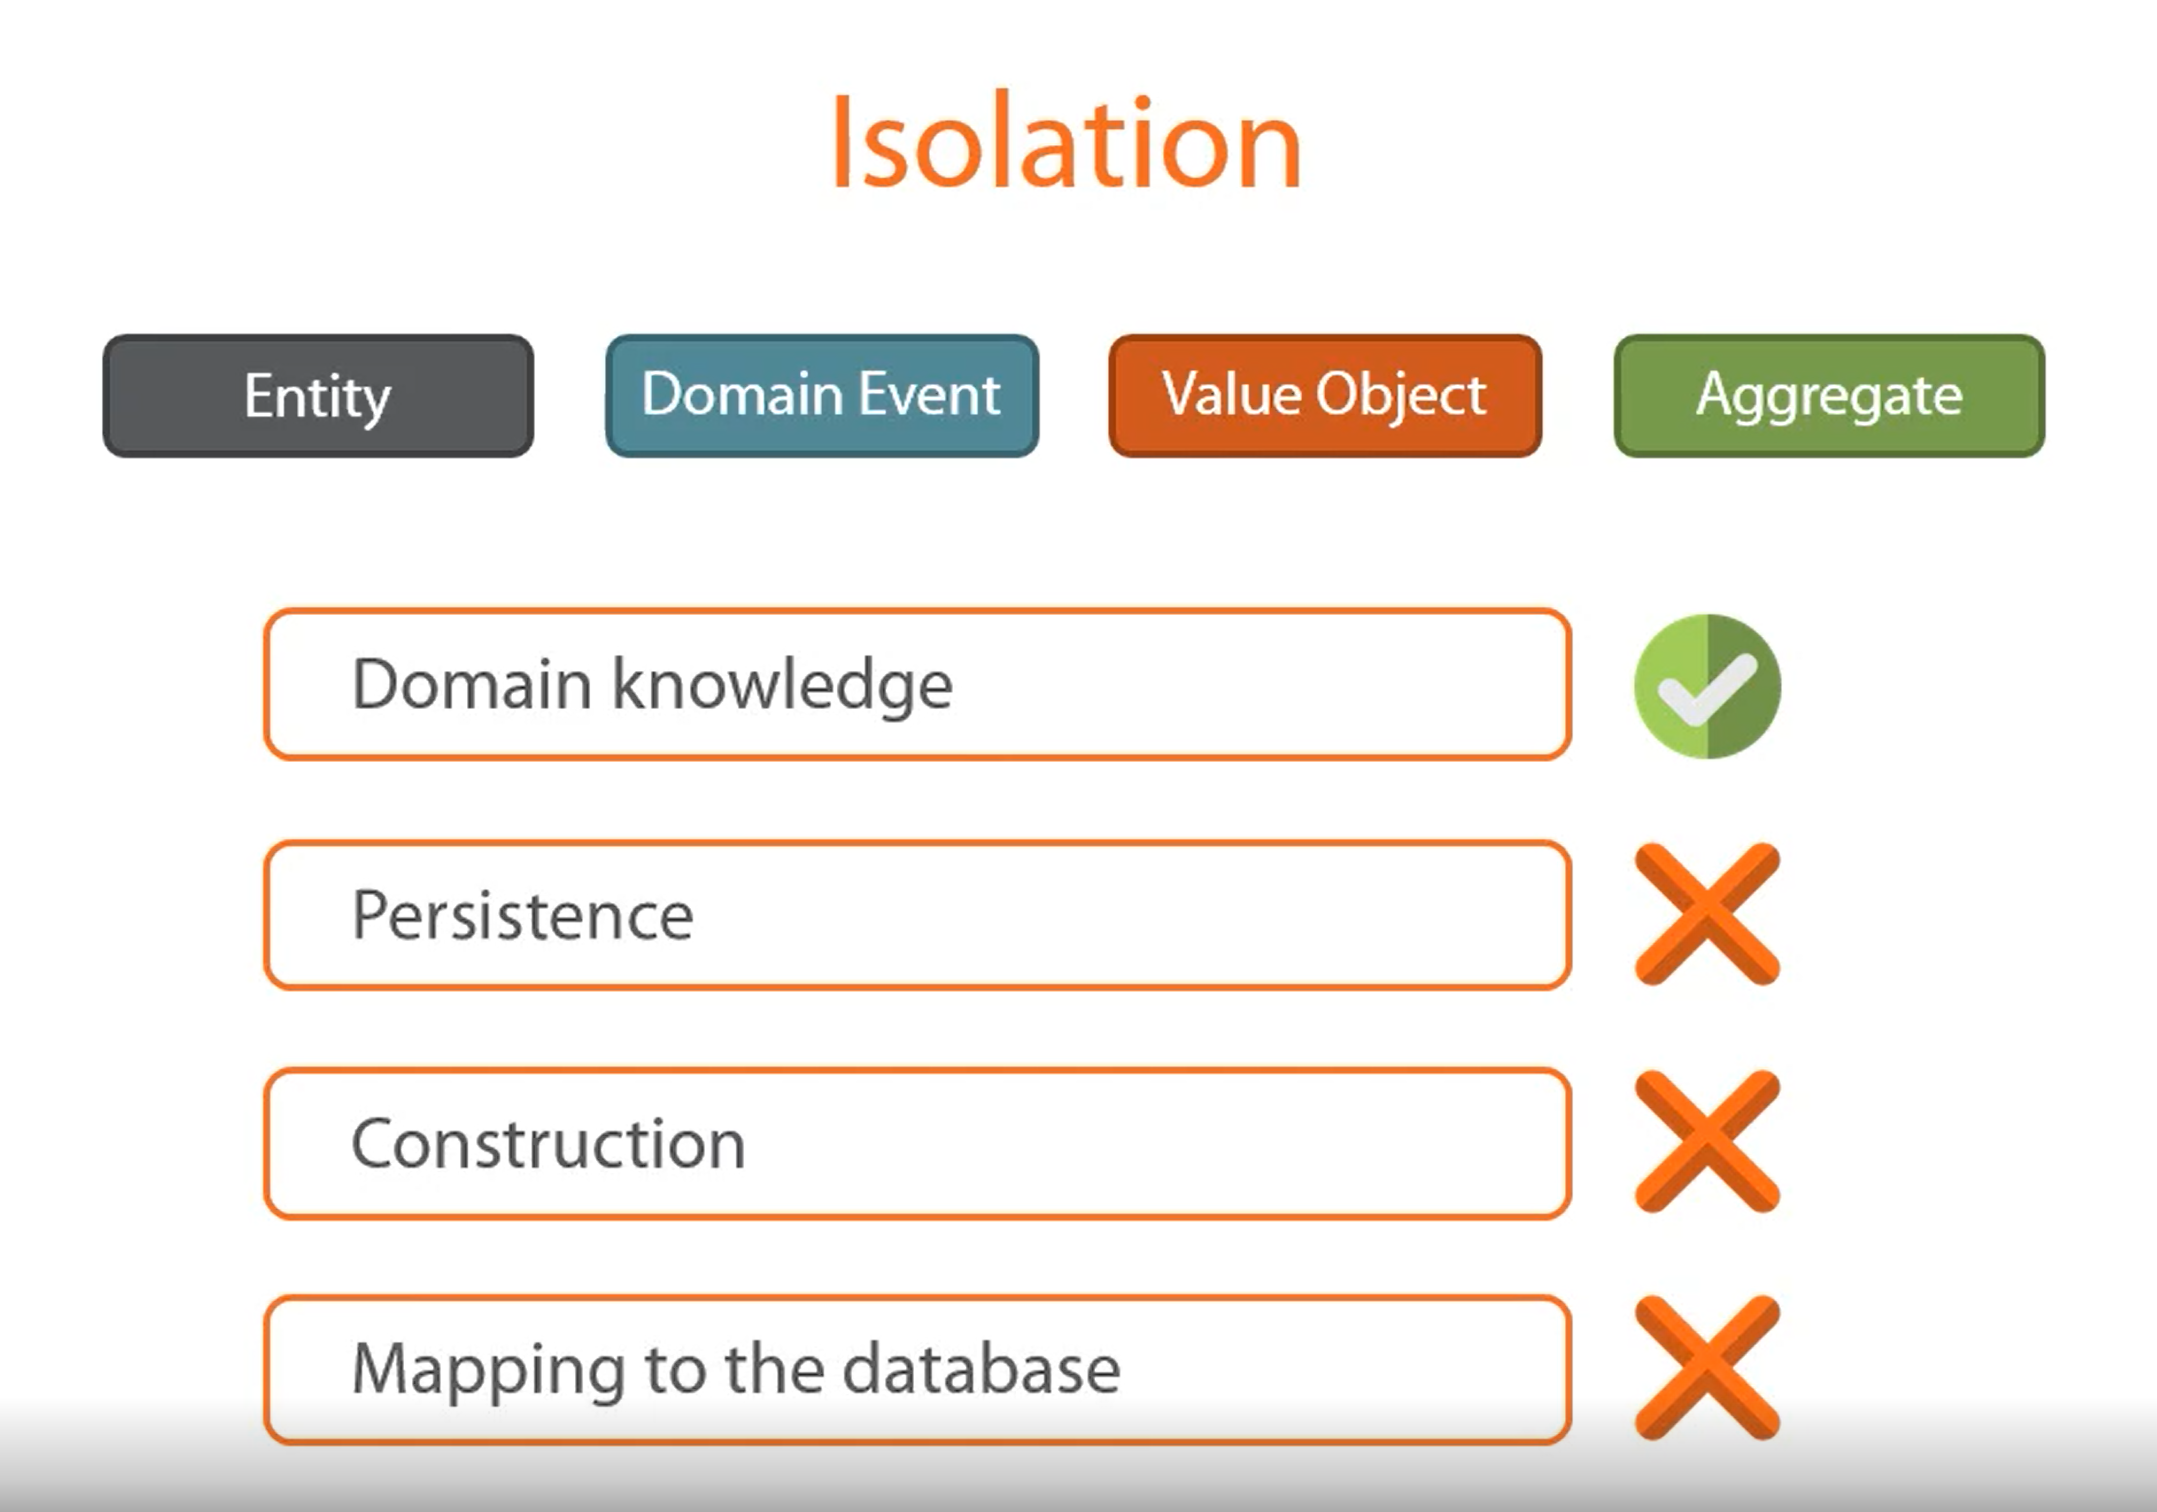 Isolation
Entity
Domain Event
Value Object
Aggregate
Domain knowledge
Persistence
Construction
Mapping to the database